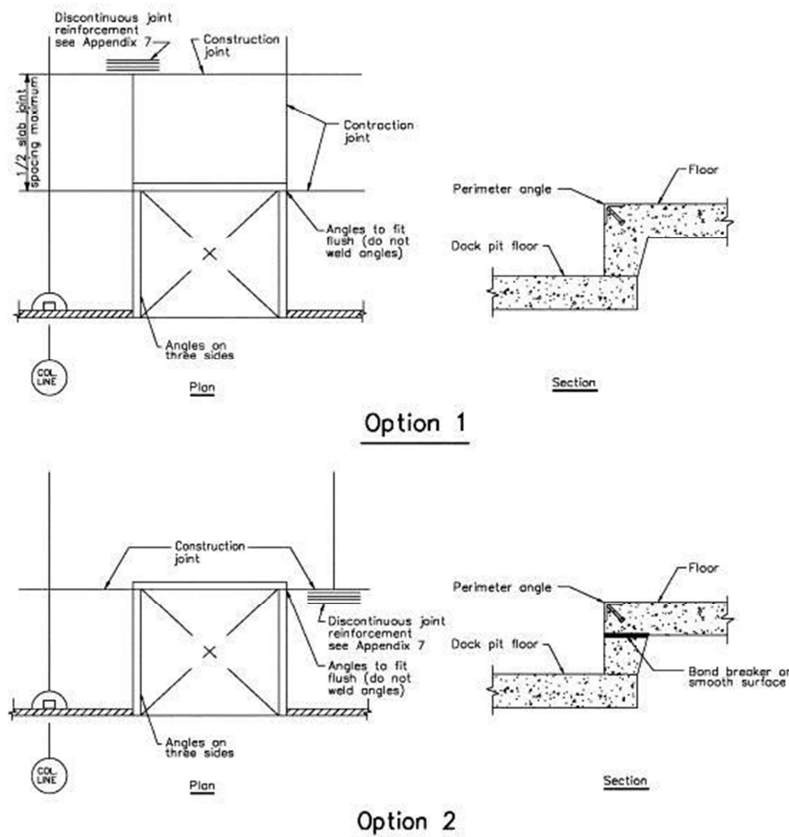 Discontinuous joint
reinforcement
see Appendix 7
Construction
joint
1/2 slab joint
spacing maximum
Contraction
joint
Angles to fit
flush (do not
weld angles)
Angles on
three sides
COL.
LINE
Plan
Perimeter angle
Floor
Dock pit floor
Section
Option 1
Construction
joint
Discontinuous joint
reinforcement
see Appendix 7
Angles to fit
flush (do not
weld angles)
Angles on
three sides
COL.
LINE
Plan
Perimeter angle
Floor
Dock pit floor
Bond breaker or
smooth surface
Section
Option 2